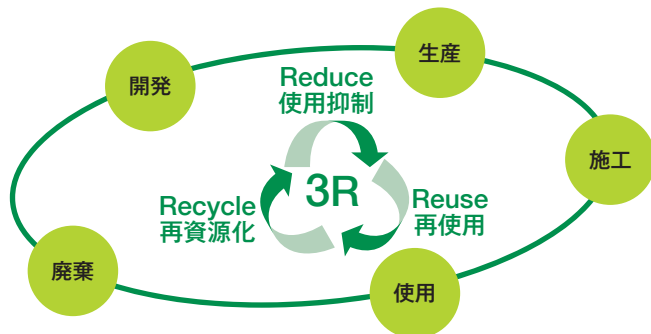 生産
開発
Reduce
使用抑制
施工
3R
Recycle
再資源化
Reuse
再使用
廃棄
使用